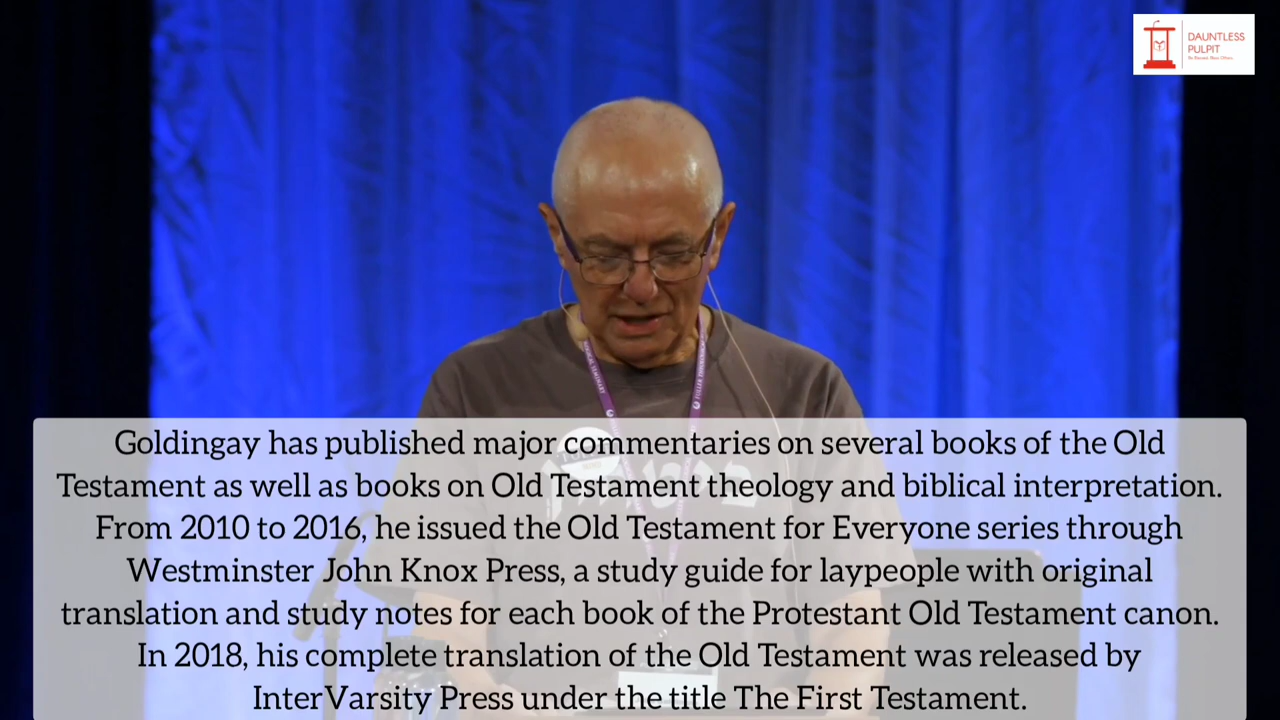 DAUNTLESS
PULPIT
Goldingay has published major commentaries on several books of the Old
Testament as well as books on Old Testament theology and biblical interpretation.
From 2010 to 2016, he issued the Old Testament for Everyone series through
Westminster John Knox Press, a study guide for laypeople with original
translation and study notes for each book of the Protestant Old Testament canon.
In 2018, his complete translation of the Old Testament was released by
InterVarsity Press under the title The First Testament.